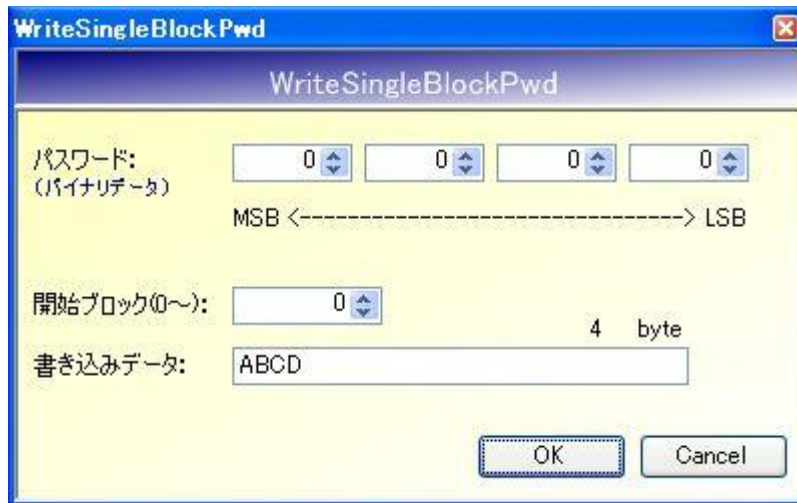 WriteSingleBlockPwd
WriteSingleBlockPwd
パスワード: 0 0 0 0
(バイナリデータ)
MSB <--------------------------------> LSB
開始ブロック(0～): 0
4 byte
書き込みデータ: ABCD
OK Cancel